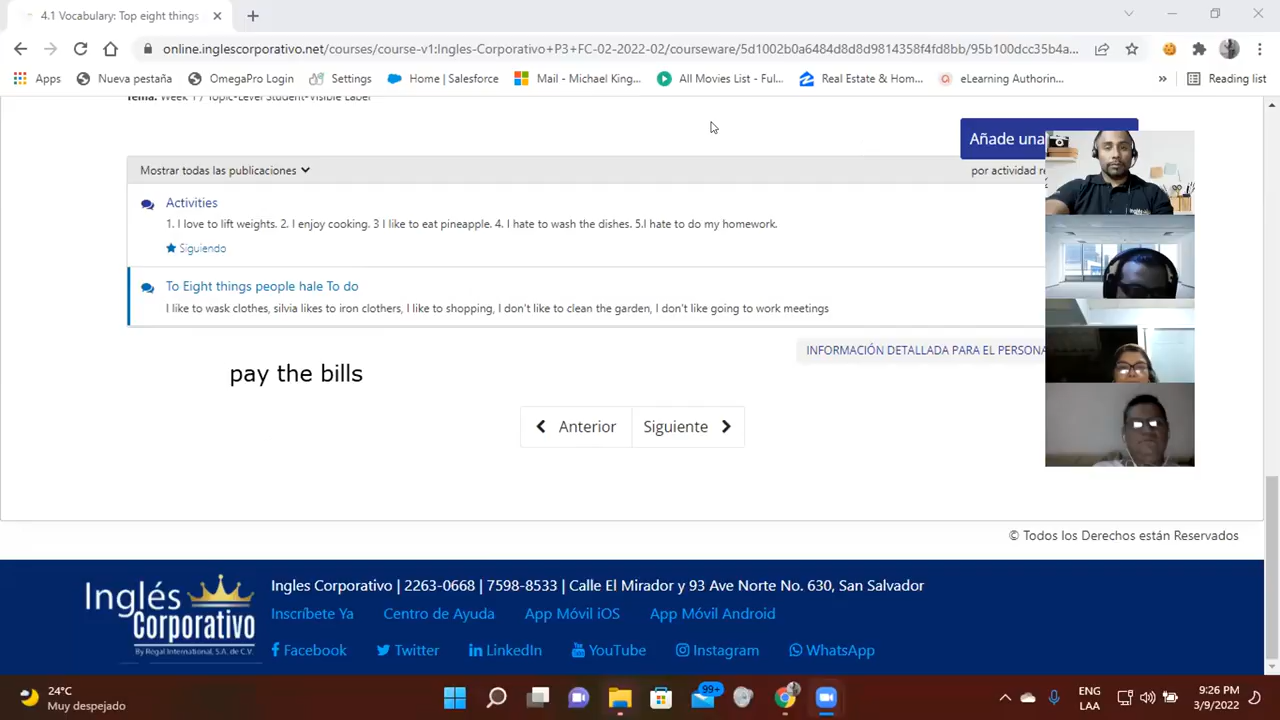 4.1 Vocabulary: Top eight things
online.inglescorporativo.net/courses/course-v1:Ingles-Corporativo+P3+FC-02-2022-02/courseware/5d1002b0a6484d8d8d9814358f4fd8bb/95b100dcc35b4a...
Apps Nueva pestaña OmegaPro Login Settings Home | Salesforce Mail - Michael King... All Movies List - Ful... Real Estate & Hom... eLearning Authorin... » Reading list
Tema: Week 1 / Topic-Level Student-Visible Label
Añade una
Mostrar todas las publicaciones
por actividad re
Activities
1. I love to lift weights. 2. I enjoy cooking. 3 I like to eat pineapple. 4. I hate to wash the dishes. 5.I hate to do my homework.
Siguiendo
To Eight things people hale To do
I like to wask clothes, silvia likes to iron clothers, I like to shopping, I don't like to clean the garden, I don't like going to work meetings
INFORMACIÓN DETALLADA PARA EL PERSONA
pay the bills
Anterior Siguiente
© Todos los Derechos están Reservados
Inglés Corporativo
By Regal International, S.A. de C.V.
Ingles Corporativo | 2263-0668 | 7598-8533 | Calle El Mirador y 93 Ave Norte No. 630, San Salvador
Inscríbete Ya Centro de Ayuda App Móvil iOS App Móvil Android
Facebook Twitter LinkedIn YouTube Instagram WhatsApp
24°C
Muy despejado
99+
ENG
LAA
9:26 PM
3/9/2022